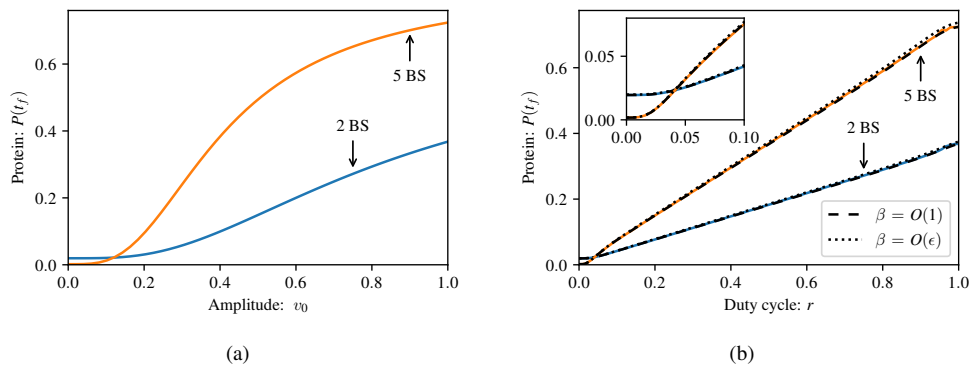 Protein: P(t_f)
0.6
0.4
0.2
0.0
5 BS
2 BS
0.0 0.2 0.4 0.6 0.8 1.0
Amplitude: v_0
(a)
Protein: P(t_f)
0.6
0.4
0.2
0.0
0.05
0.00
0.00 0.05 0.10
5 BS
2 BS
β = O(1)
β = O(ϵ)
0.0 0.2 0.4 0.6 0.8 1.0
Duty cycle: r
(b)